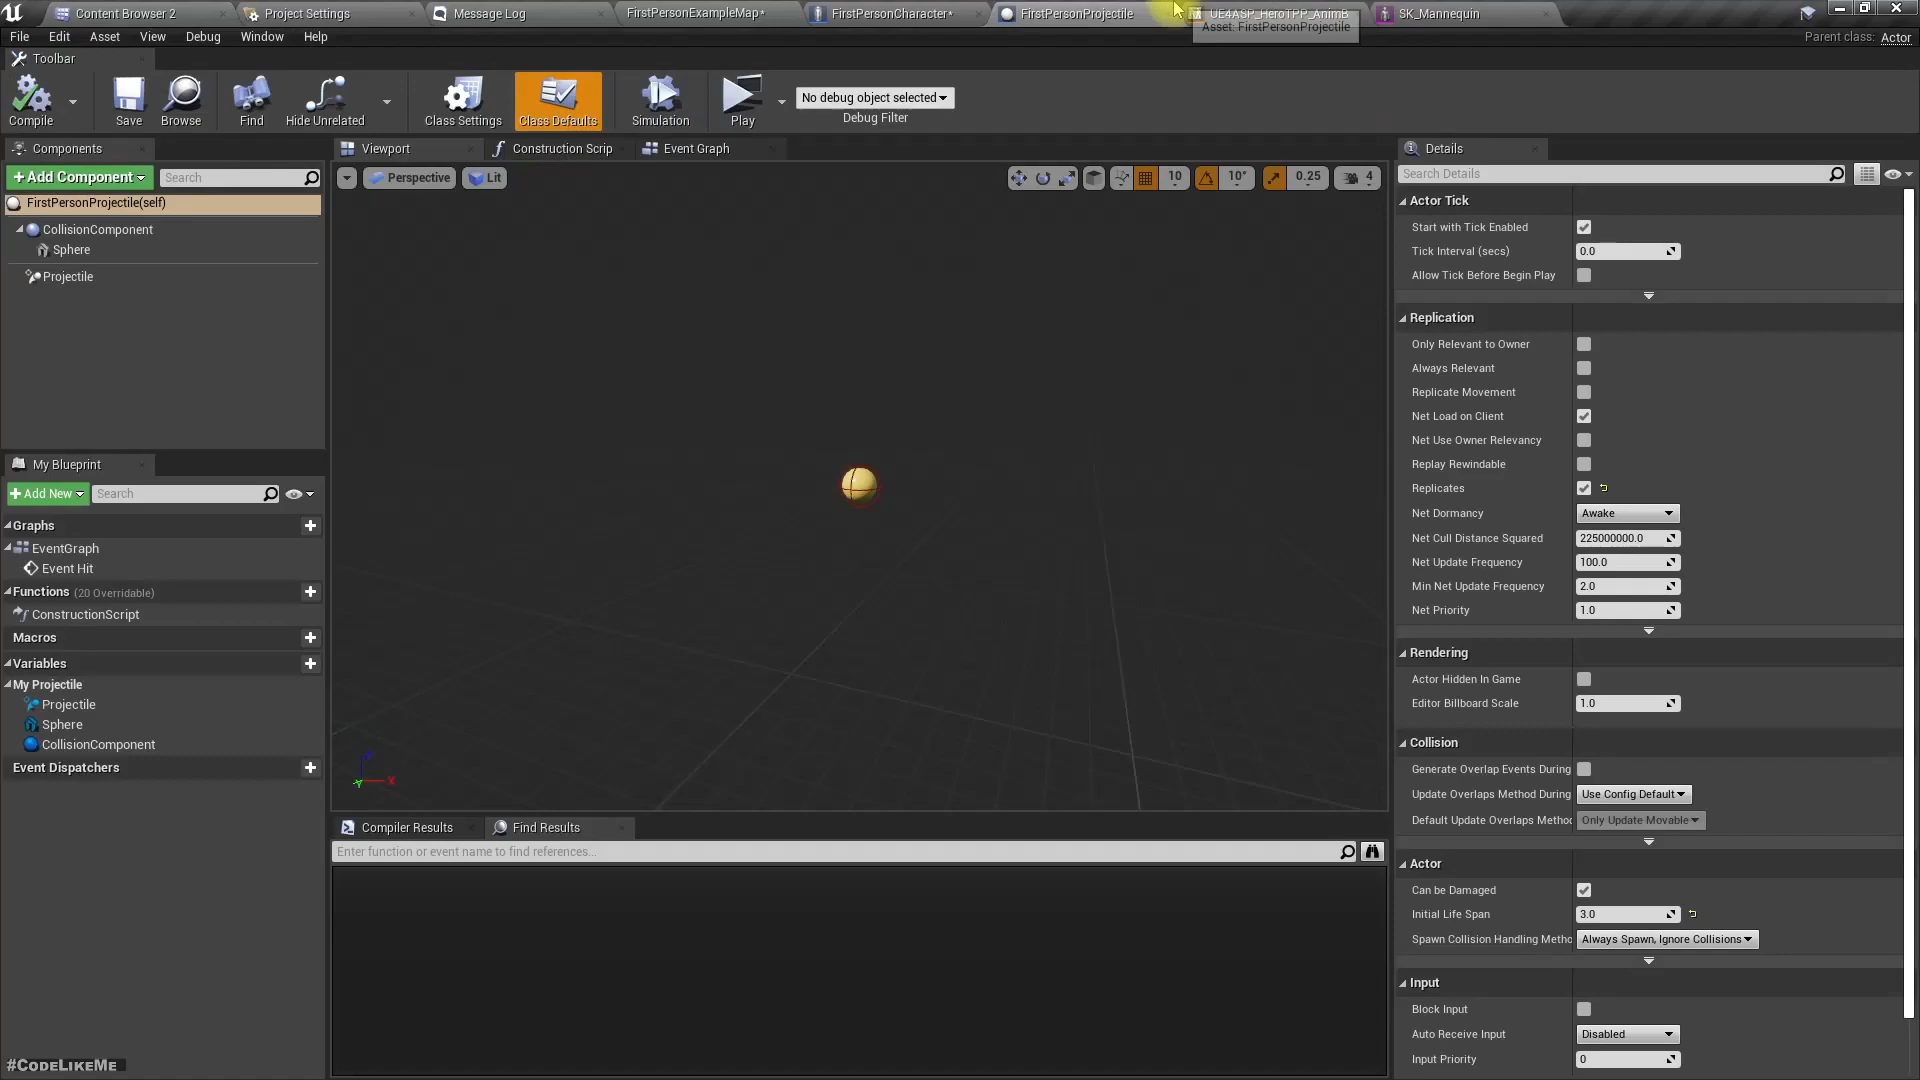 Content Browser 2
Project Settings
Message Log
FirstPersonExampleMap*
FirstPersonCharacter*
FirstPersonProjectile
UE4ASP_HeroTPP_AnimB
SK_Mannequin
Asset: FirstPersonProjectile
File Edit Asset View Debug Window Help
Parent class: Actor
Toolbar
Compile
Save
Browse
Find
Hide Unrelated
Class Settings
Class Defaults
Simulation
Play
No debug object selected
Debug Filter
Components
+Add Component
Search
FirstPersonProjectile(self)
CollisionComponent
Sphere
Projectile
My Blueprint
+Add New
Search
Graphs
EventGraph
Event Hit
Functions (20 Overridable)
ConstructionScript
Macros
Variables
My Projectile
Projectile
Sphere
CollisionComponent
Event Dispatchers
#CodeLikeMe
Viewport
Construction Scrip
Event Graph
Perspective
Lit
10
10°
0.25
4
X
Compiler Results
Find Results
Enter function or event name to find references...
Details
Search Details
Actor Tick
Start with Tick Enabled
Tick Interval (secs) 0.0
Allow Tick Before Begin Play
Replication
Only Relevant to Owner
Always Relevant
Replicate Movement
Net Load on Client
Net Use Owner Relevancy
Replay Rewindable
Replicates
Net Dormancy Awake
Net Cull Distance Squared 225000000.0
Net Update Frequency 100.0
Min Net Update Frequency 2.0
Net Priority 1.0
Rendering
Actor Hidden In Game
Editor Billboard Scale 1.0
Collision
Generate Overlap Events During
Update Overlaps Method During Use Config Default
Default Update Overlaps Metho Only Update Movable
Actor
Can be Damaged
Initial Life Span 3.0
Spawn Collision Handling Metho Always Spawn, Ignore Collisions
Input
Block Input
Auto Receive Input Disabled
Input Priority 0